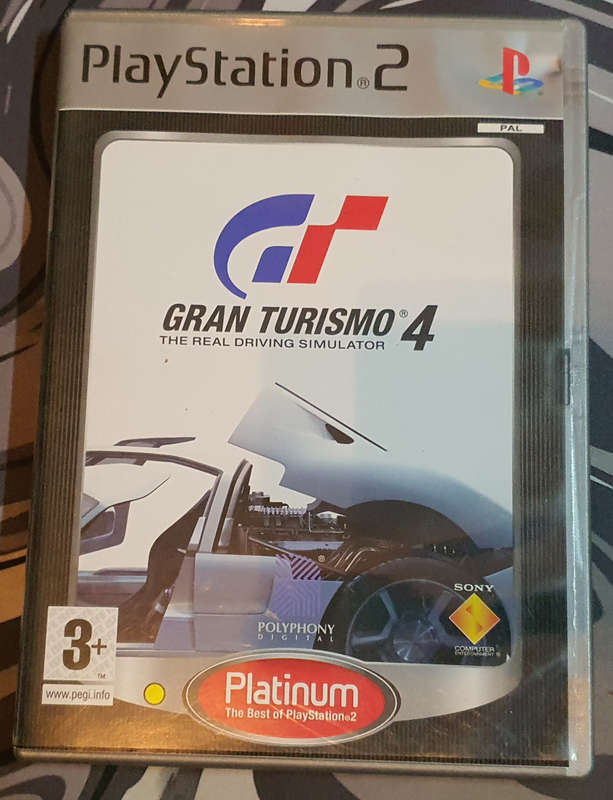 PlayStation®2
PAL
GRAN TURISMO®4
THE REAL DRIVING SIMULATOR
®
POLYPHONY
DIGITAL
SONY
COMPUTER
ENTERTAINMENT®
3+
™
www.pegi.info
Platinum
The Best of PlayStation®2